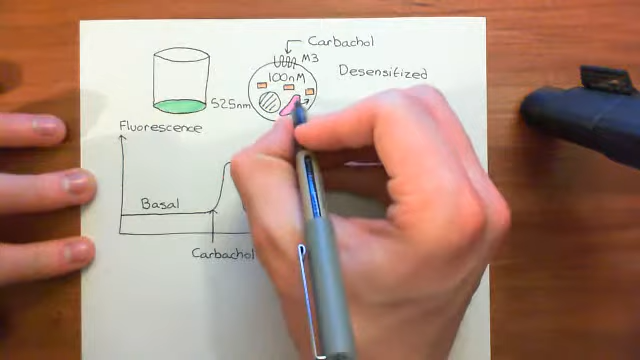 Carbachol
M3
100nM
Desensitized
525nm
Fluorescence
Basal
Carbachol